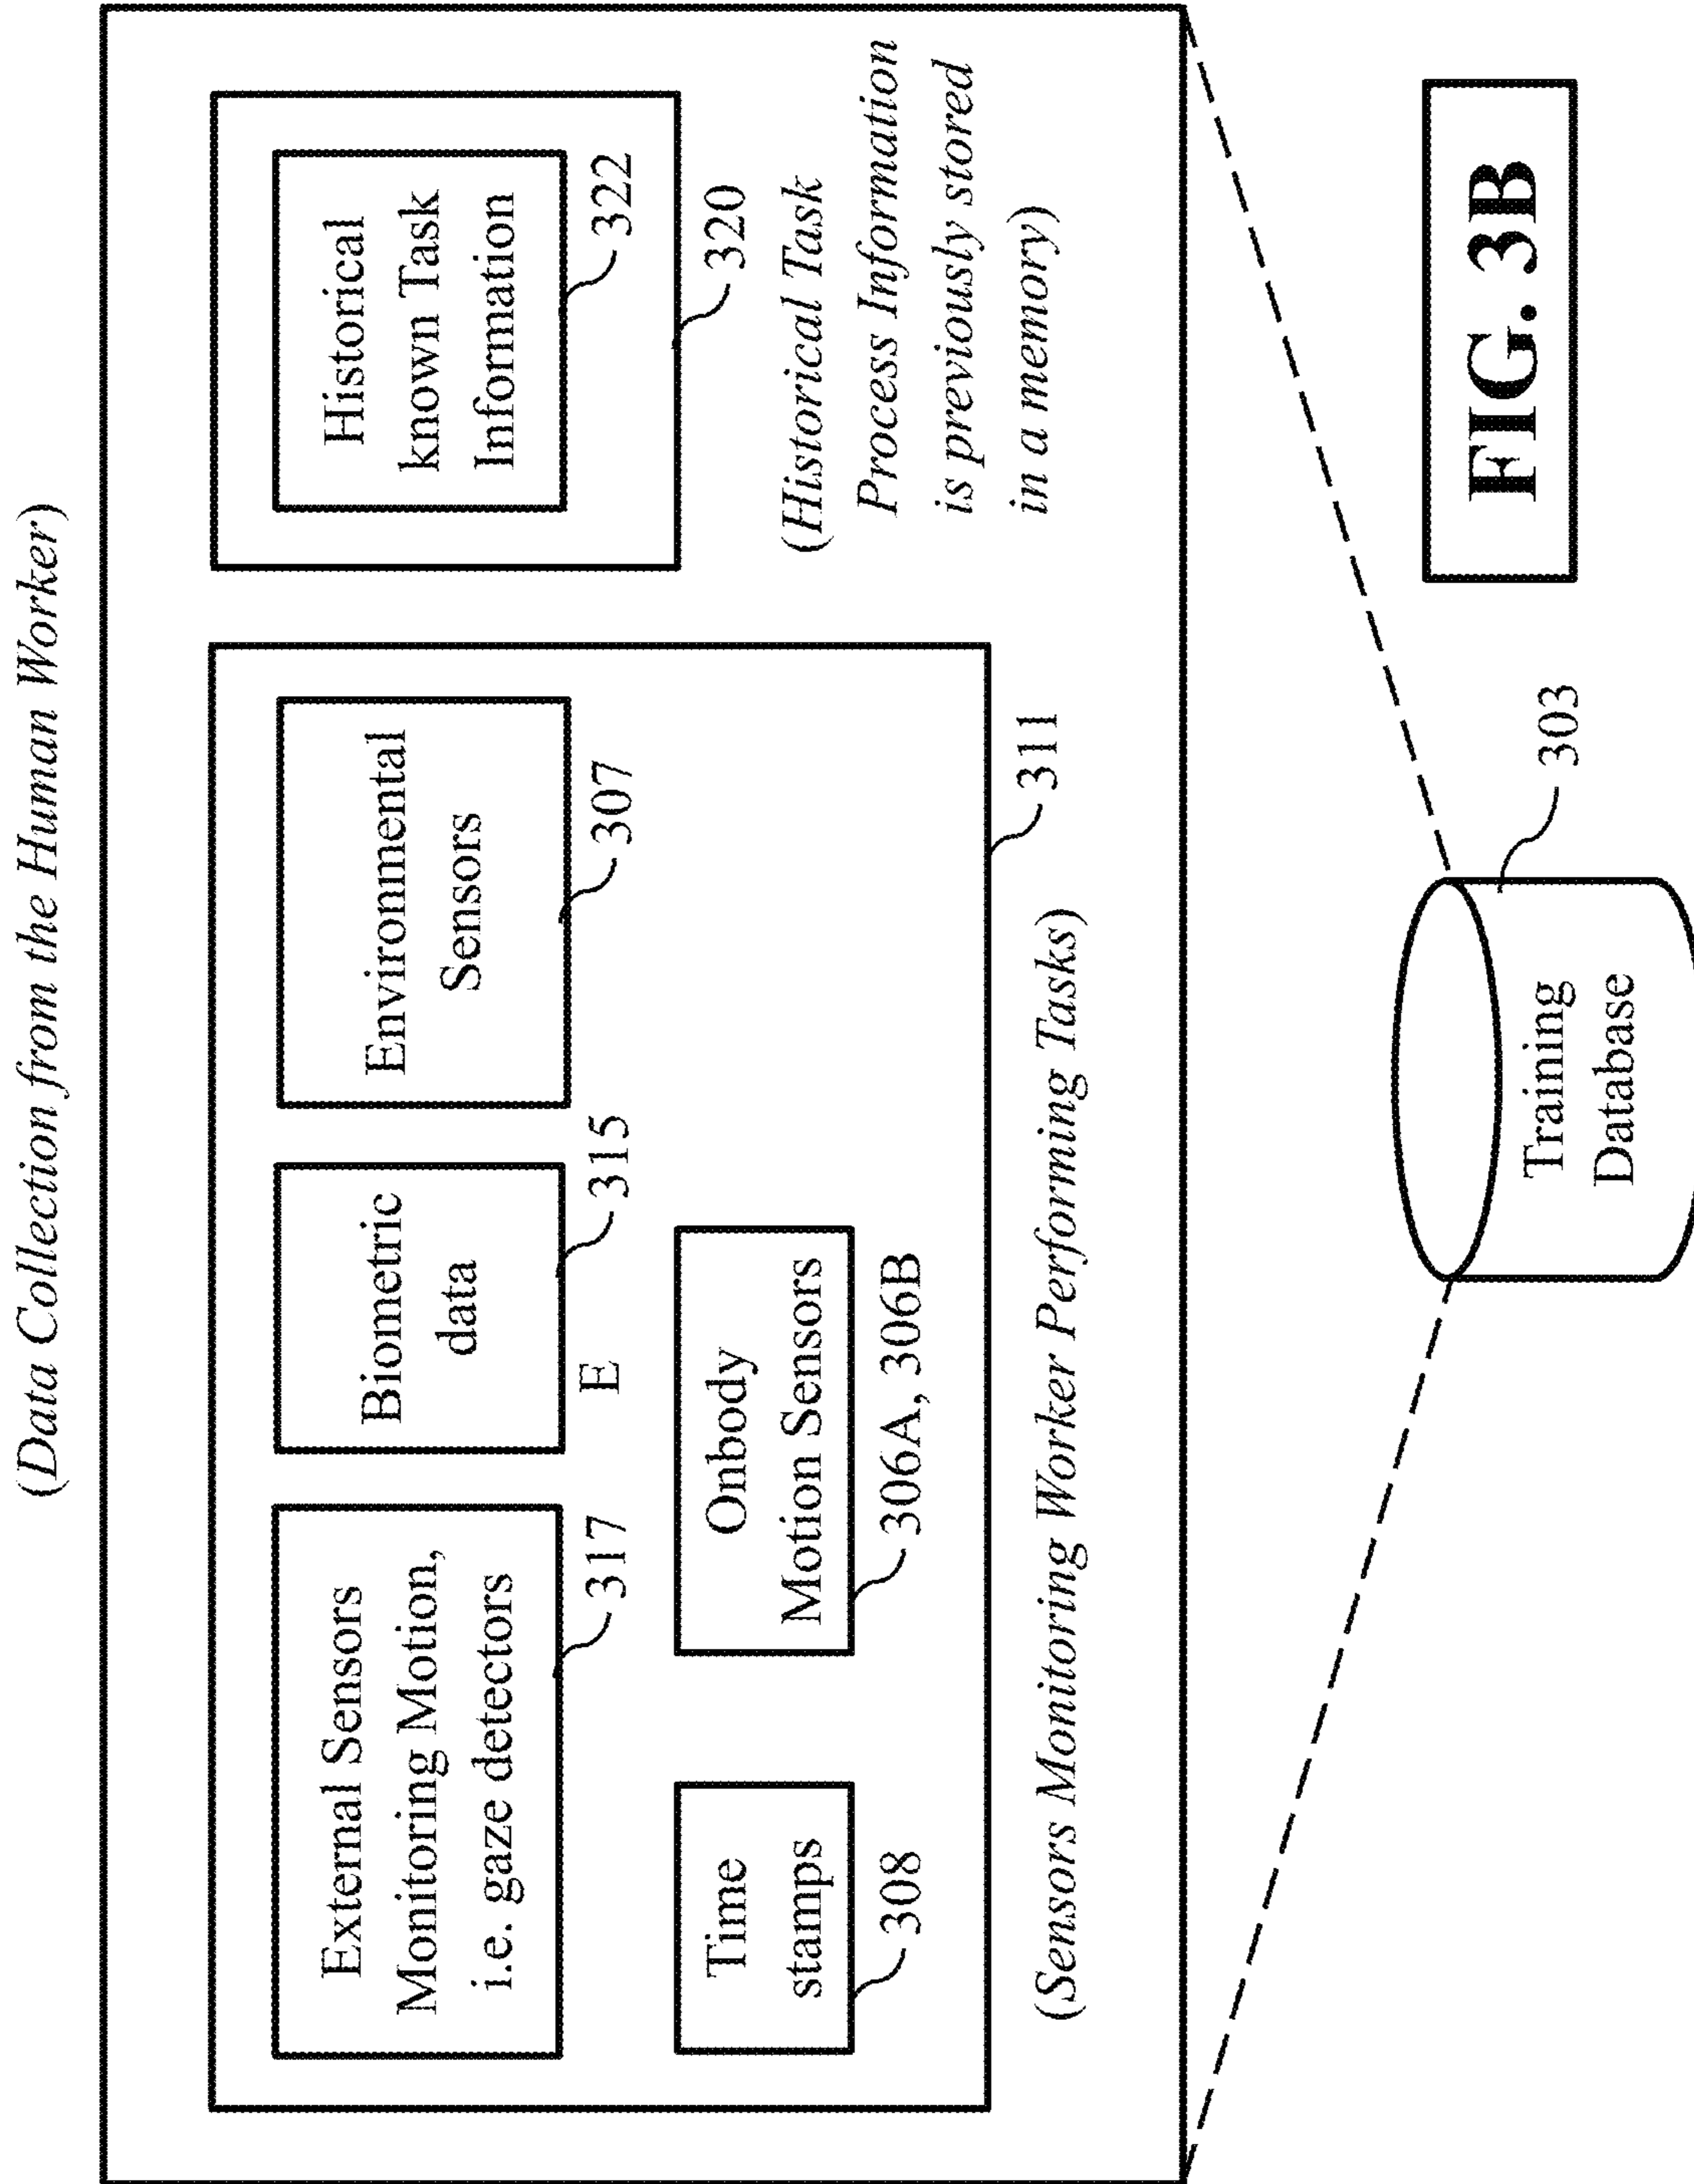 (Data Collection from the Human Worker)
External Sensors
Monitoring Motion,
i.e. gaze detectors
317
Biometric
data
315
E
Environmental
Sensors
307
Time
stamps
308
Onbody
Motion Sensors
306A, 306B
311
(Sensors Monitoring Worker Performing Tasks)
Historical
known Task
Information
322
320
(Historical Task
Process Information
is previously stored
in a memory)
Training
Database
303
FIG. 3B